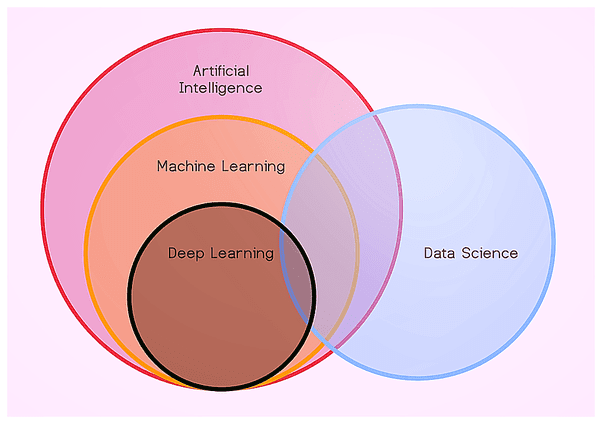 Artificial
Intelligence
Machine Learning
Deep Learning
Data Science